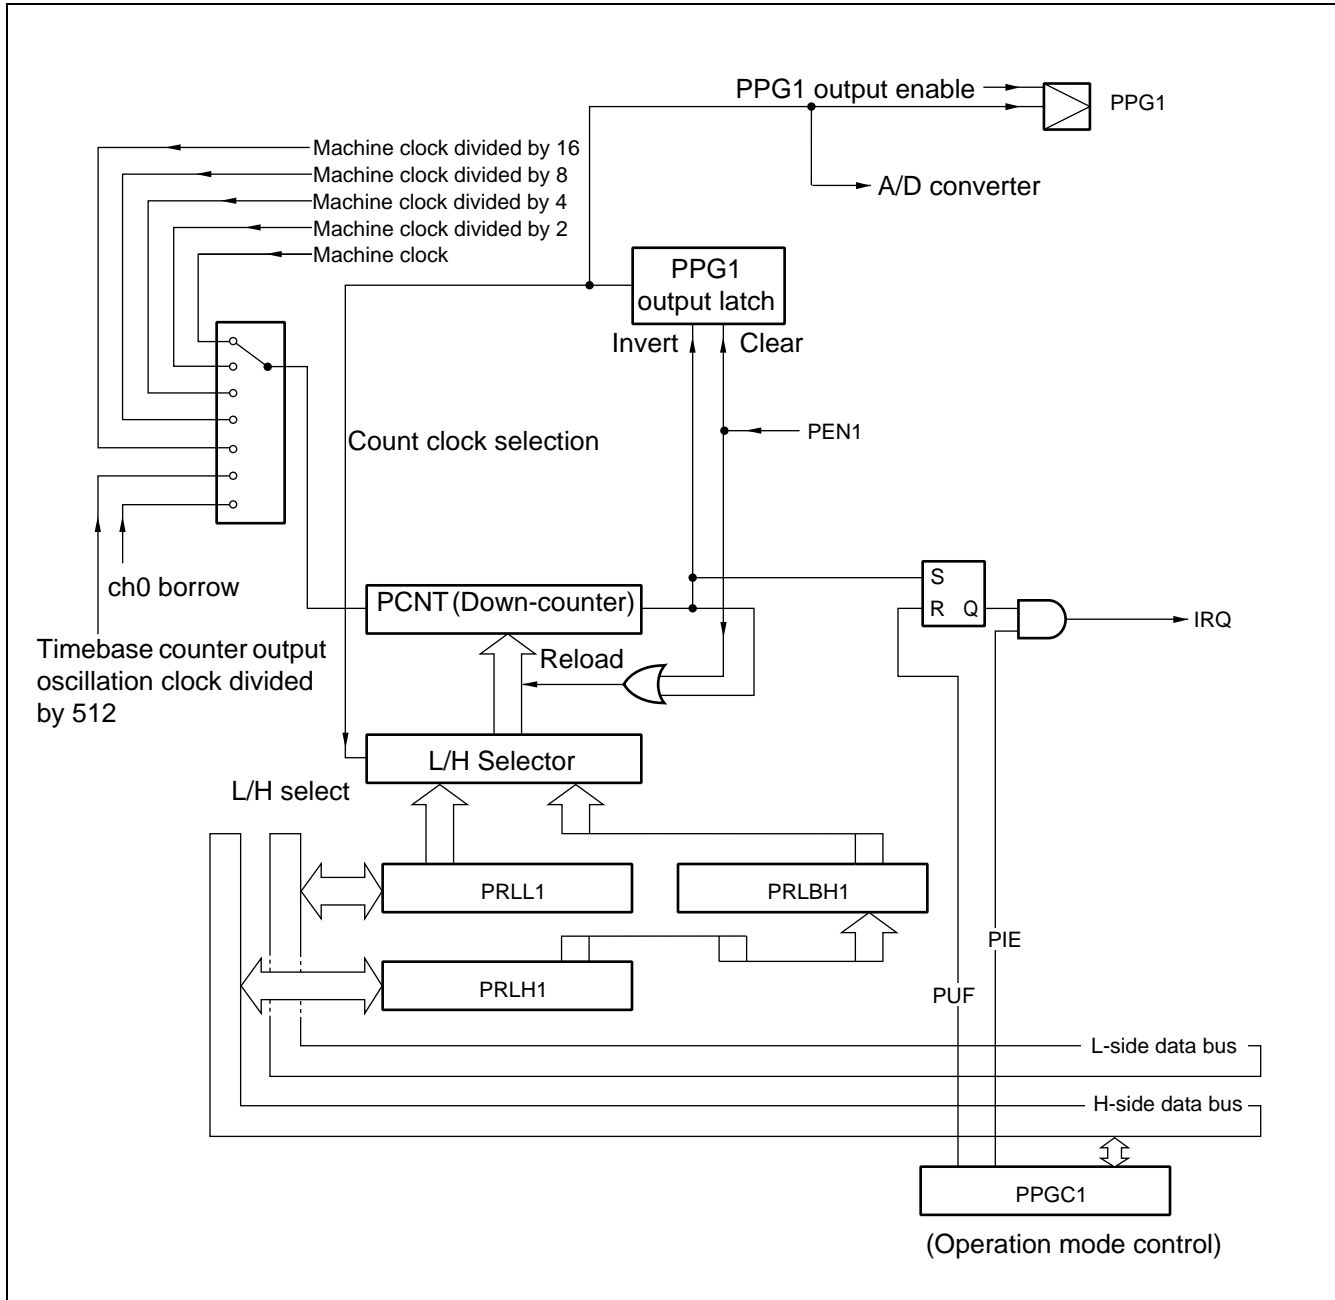 PPG1 output enable
PPG1
Machine clock divided by 16
Machine clock divided by 8
A/D converter
Machine clock divided by 4
Machine clock divided by 2
Machine clock
PPG1
output latch
Invert
Clear
Count clock selection
PEN1
ch0 borrow
PCNT (Down-counter)
S
R
Q
IRQ
Timebase counter output
oscillation clock divided
by 512
Reload
L/H Selector
L/H select
PRLL1
PRLBH1
PIE
PRLH1
PUF
L-side data bus
H-side data bus
PPGC1
(Operation mode control)